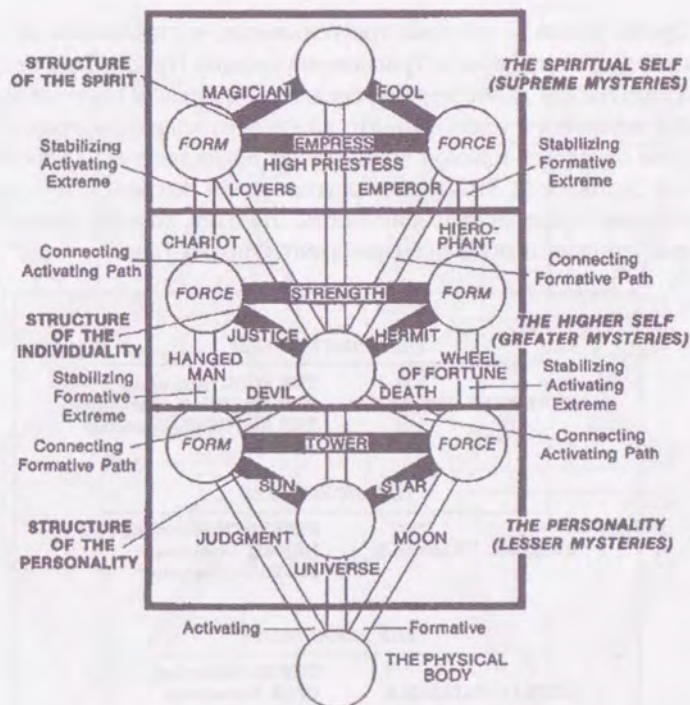 STRUCTURE
OF THE SPIRIT
THE SPIRITUAL SELF
(SUPREME MYSTERIES)
MAGICIAN
FOOL
FORM
EMPRESS
FORCE
HIGH PRIESTESS
Stabilizing
Activating
Extreme
Stabilizing
Formative
Extreme
LOVERS
EMPEROR
CHARIOT
HIERO-
PHANT
Connecting
Activating Path
Connecting
Formative Path
FORCE
STRENGTH
FORM
STRUCTURE
OF THE
INDIVIDUALITY
THE HIGHER SELF
(GREATER MYSTERIES)
JUSTICE
HERMIT
HANGED
MAN
WHEEL
OF FORTUNE
Stabilizing
Formative
Extreme
Stabilizing
Activating
Extreme
DEVIL
DEATH
Connecting
Formative Path
Connecting
Activating Path
FORM
TOWER
FORCE
SUN
STAR
STRUCTURE
OF THE
PERSONALITY
THE PERSONALITY
(LESSER MYSTERIES)
JUDGMENT
MOON
UNIVERSE
Activating
Formative
THE PHYSICAL
BODY